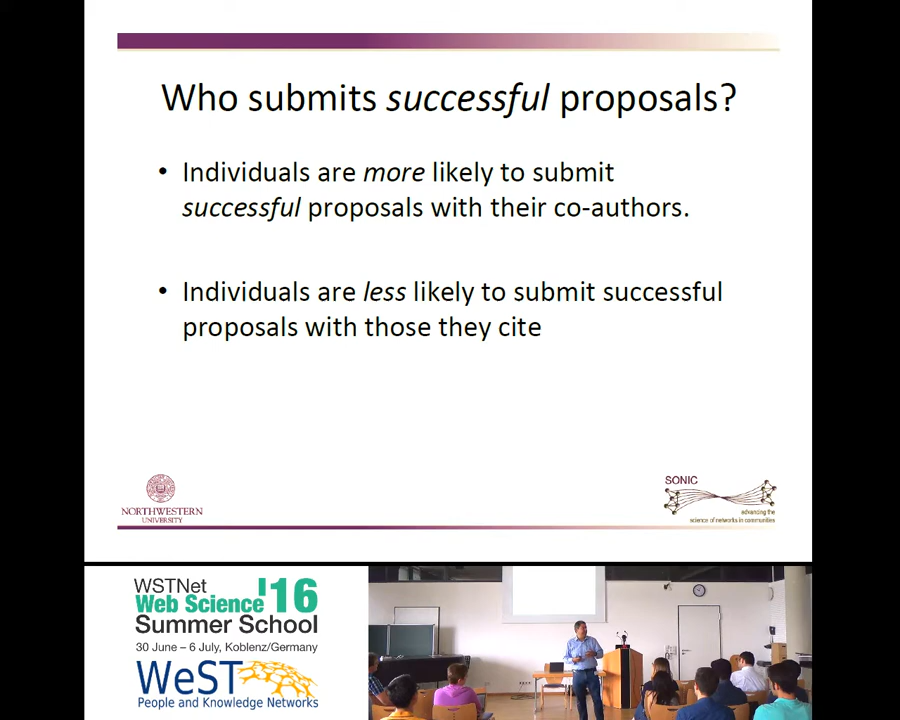 Who submits successful proposals?
• Individuals are more likely to submit
successful proposals with their co-authors.
• Individuals are less likely to submit successful
proposals with those they cite
NORTHWESTERN
UNIVERSITY
SONIC
advancing the
science of networks in communities
WSTNet
Web Science '16
Summer School
30 June – 6 July, Koblenz/Germany
WeST
People and Knowledge Networks